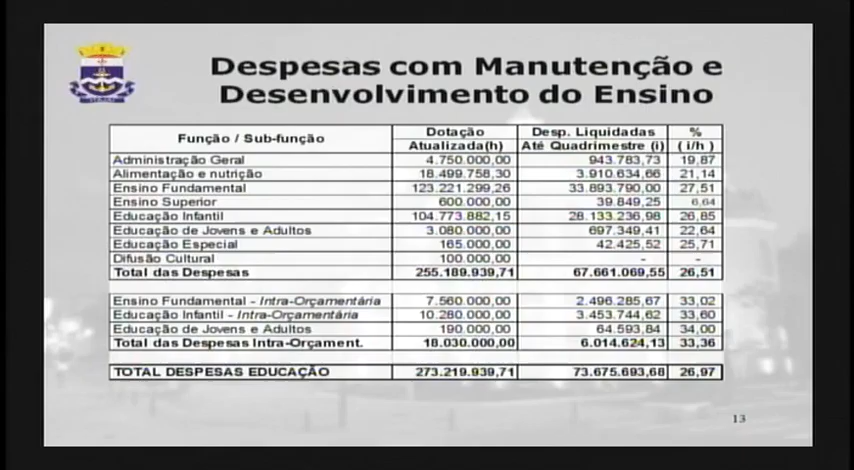 Despesas com Manutenção e
Desenvolvimento do Ensino
Função / Sub-função Dotação Atualizada(h) Desp. Liquidadas Até Quadrimestre (i) % ( i/h )
Administração Geral 4.750.000,00 943.783,73 19,87
Alimentação e nutrição 18.499.758,30 3.910.634,66 21,14
Ensino Fundamental 123.221.299,26 33.893.790,00 27,51
Ensino Superior 600.000,00 39.849,25 6,64
Educação Infantil 104.773.882,15 28.133.236,98 26,85
Educação de Jovens e Adultos 3.080.000,00 697.349,41 22,64
Educação Especial 165.000,00 42.425,52 25,71
Difusão Cultural 100.000,00 - -
Total das Despesas 255.189.939,71 67.661.069,55 26,51
Ensino Fundamental - Intra-Orçamentária 7.560.000,00 2.496.285,67 33,02
Educação Infantil - Intra-Orçamentária 10.280.000,00 3.453.744,62 33,60
Educação de Jovens e Adultos 190.000,00 64.593,84 34,00
Total das Despesas Intra-Orçament. 18.030.000,00 6.014.624,13 33,36
TOTAL DESPESAS EDUCAÇÃO 273.219.939,71 73.675.693,68 26,97
13